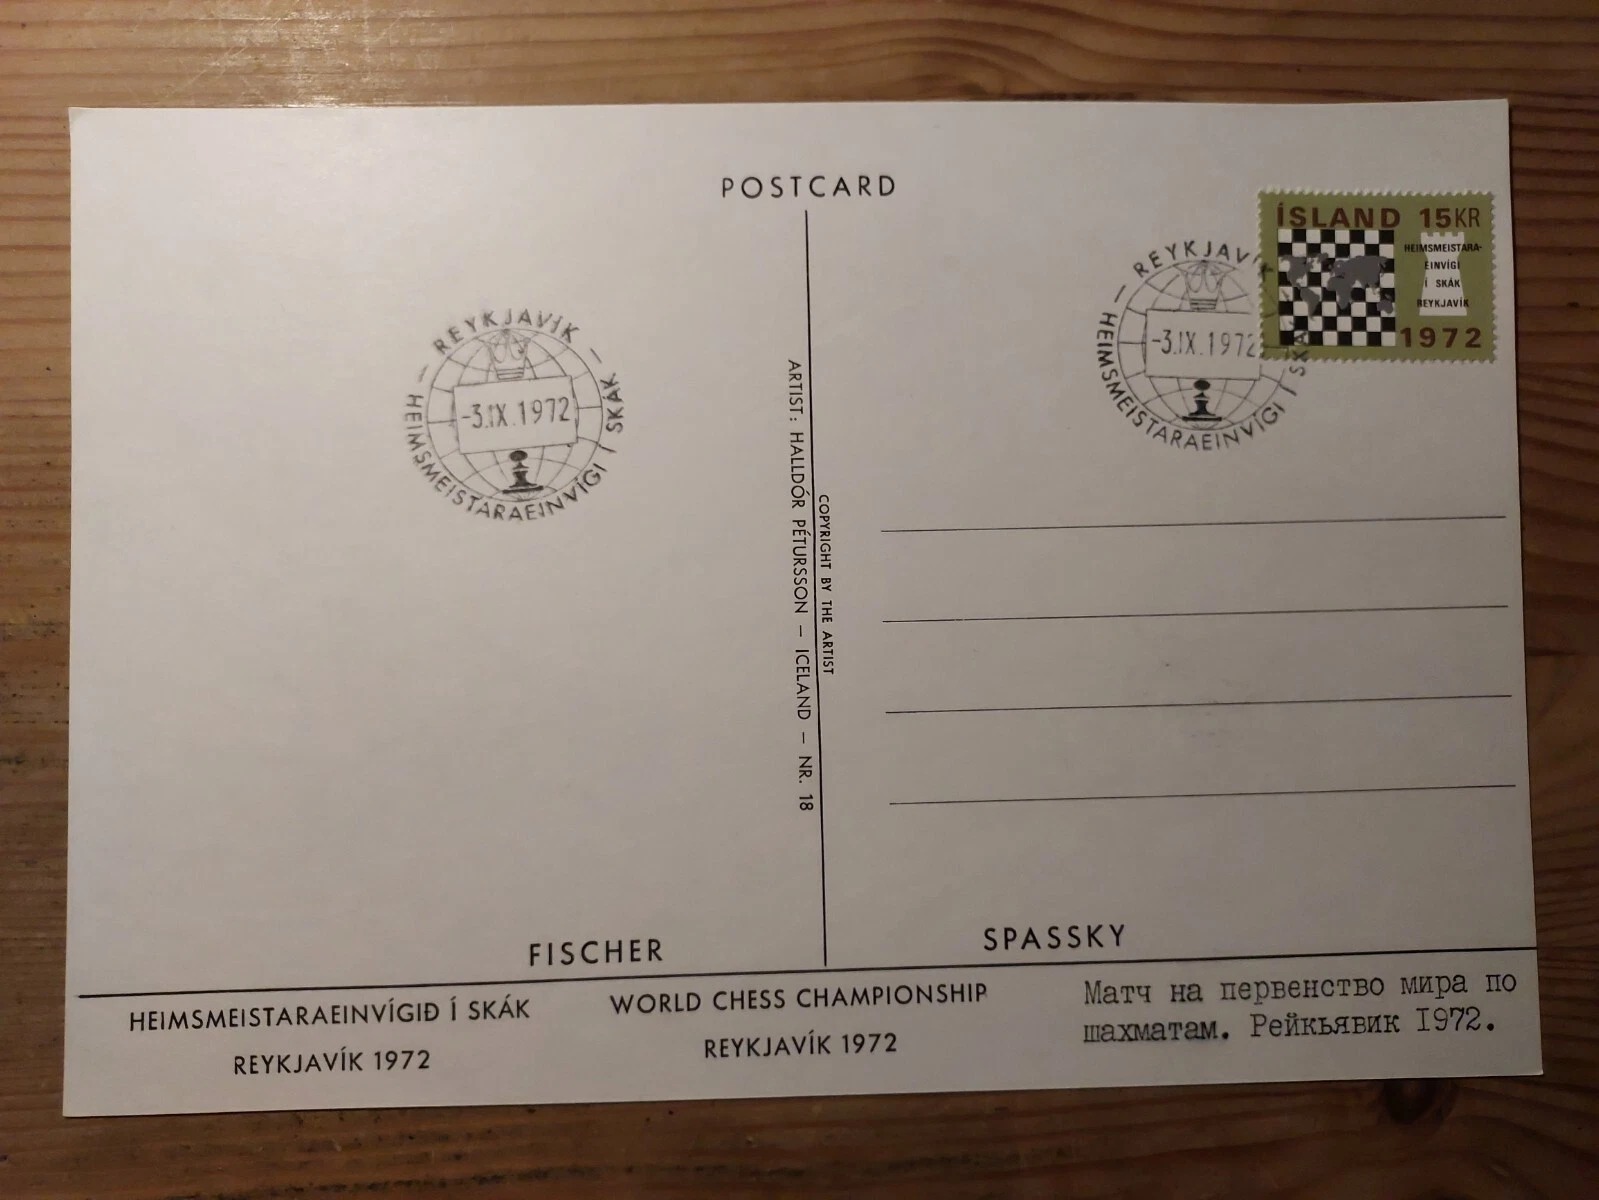 POSTCARD
ÍSLAND 15KR
HEIMSMEISTARA-
EINVÍGI
Í SKÁK
REYKJAVÍK
1972
— REYKJAVÍK —
-3.IX.1972
HEIMSMEISTARAEINVÍGI Í SKÁK
— REYKJAVÍK
-3.IX.1972
HEIMSMEISTARAEINVÍGI Í SKÁK
ARTIST: HALLDÓR PÉTURSSON — ICELAND — NR. 18
COPYRIGHT BY THE ARTIST
FISCHER
SPASSKY
HEIMSMEISTARAEINVÍGIÐ Í SKÁK
REYKJAVÍK 1972
WORLD CHESS CHAMPIONSHIP
REYKJAVÍK 1972
Матч на первенство мира по
шахматам. Рейкьявик I972.